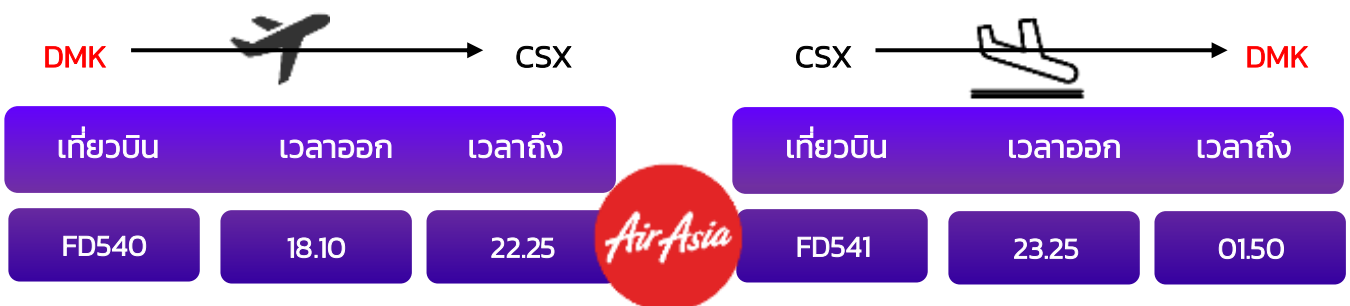 DMK CSX
เที่ยวบิน เวลาออก เวลาถึง
FD540 18.10 22.25
AirAsia
CSX DMK
เที่ยวบิน เวลาออก เวลาถึง
FD541 23.25 01.50